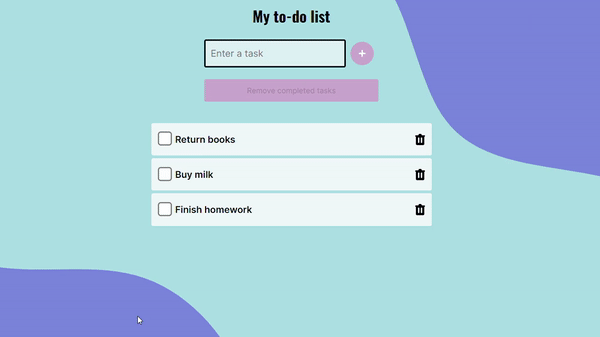 My to-do list
Enter a task
+
Remove completed tasks
Return books
Buy milk
Finish homework